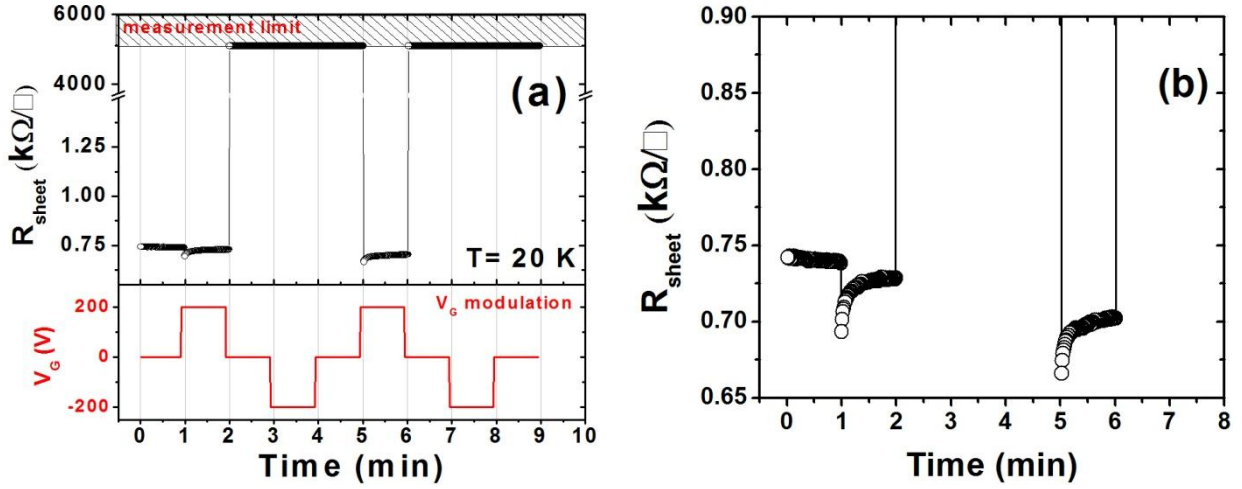 6000
measurement limit
4000
(a)
1.25
1.00
0.75
R_sheet (kΩ/□)
T= 20 K
V_G modulation
200
0
-200
V_G (V)
0 1 2 3 4 5 6 7 8 9 10
Time (min)
0.90
(b)
0.85
0.80
0.75
0.70
0.65
R_sheet (kΩ/□)
0 1 2 3 4 5 6 7 8
Time (min)